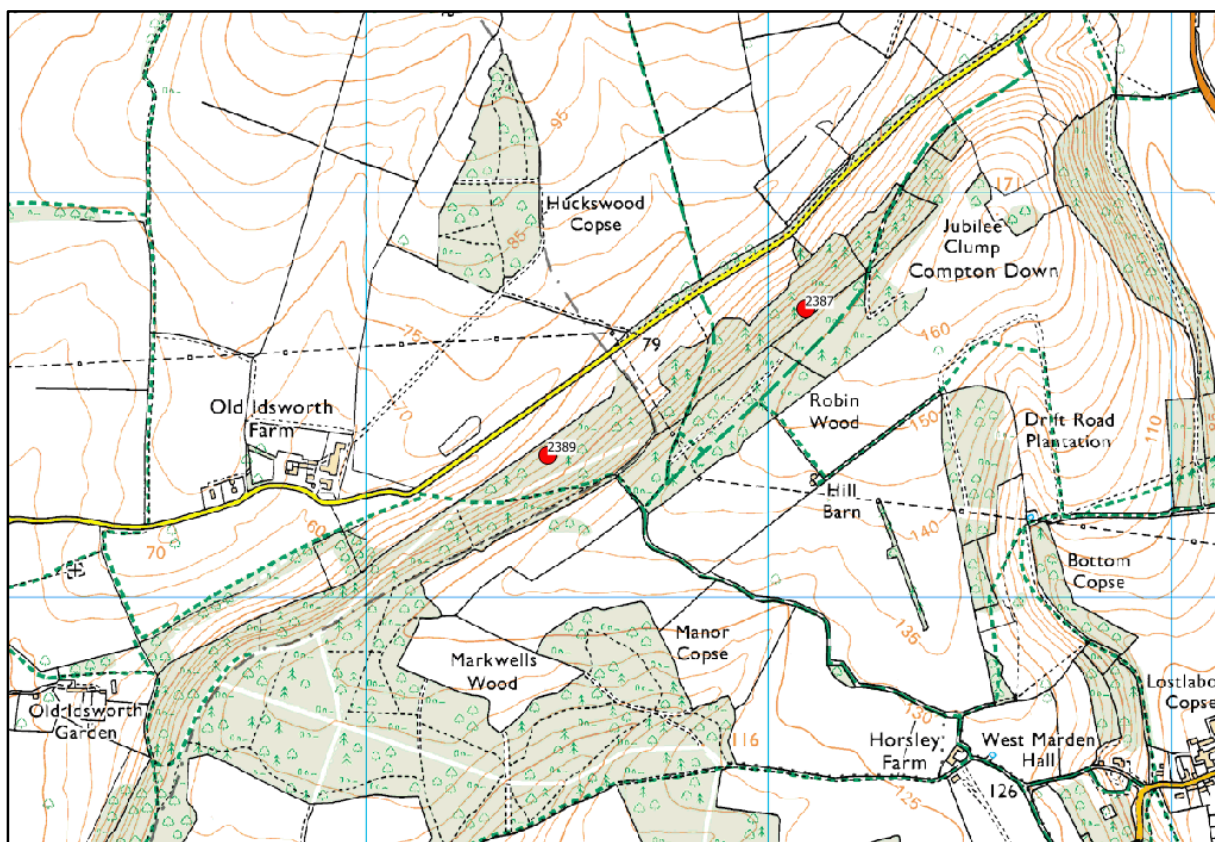 95
Huckswood
Copse
85
171
Jubilee
Clump
Compton Down
2387
75
79
160
70
Old Idsworth
Farm
Robin
Wood
150
Drift Road
Plantation
110
2389
Hill
Barn
60
70
140
Bottom
Copse
135
Manor
Copse
Markwells
Wood
Old Idsworth
Garden
Lostlabo
Copse
130
116
Horsley
Farm
West Marden
Hall
126
125